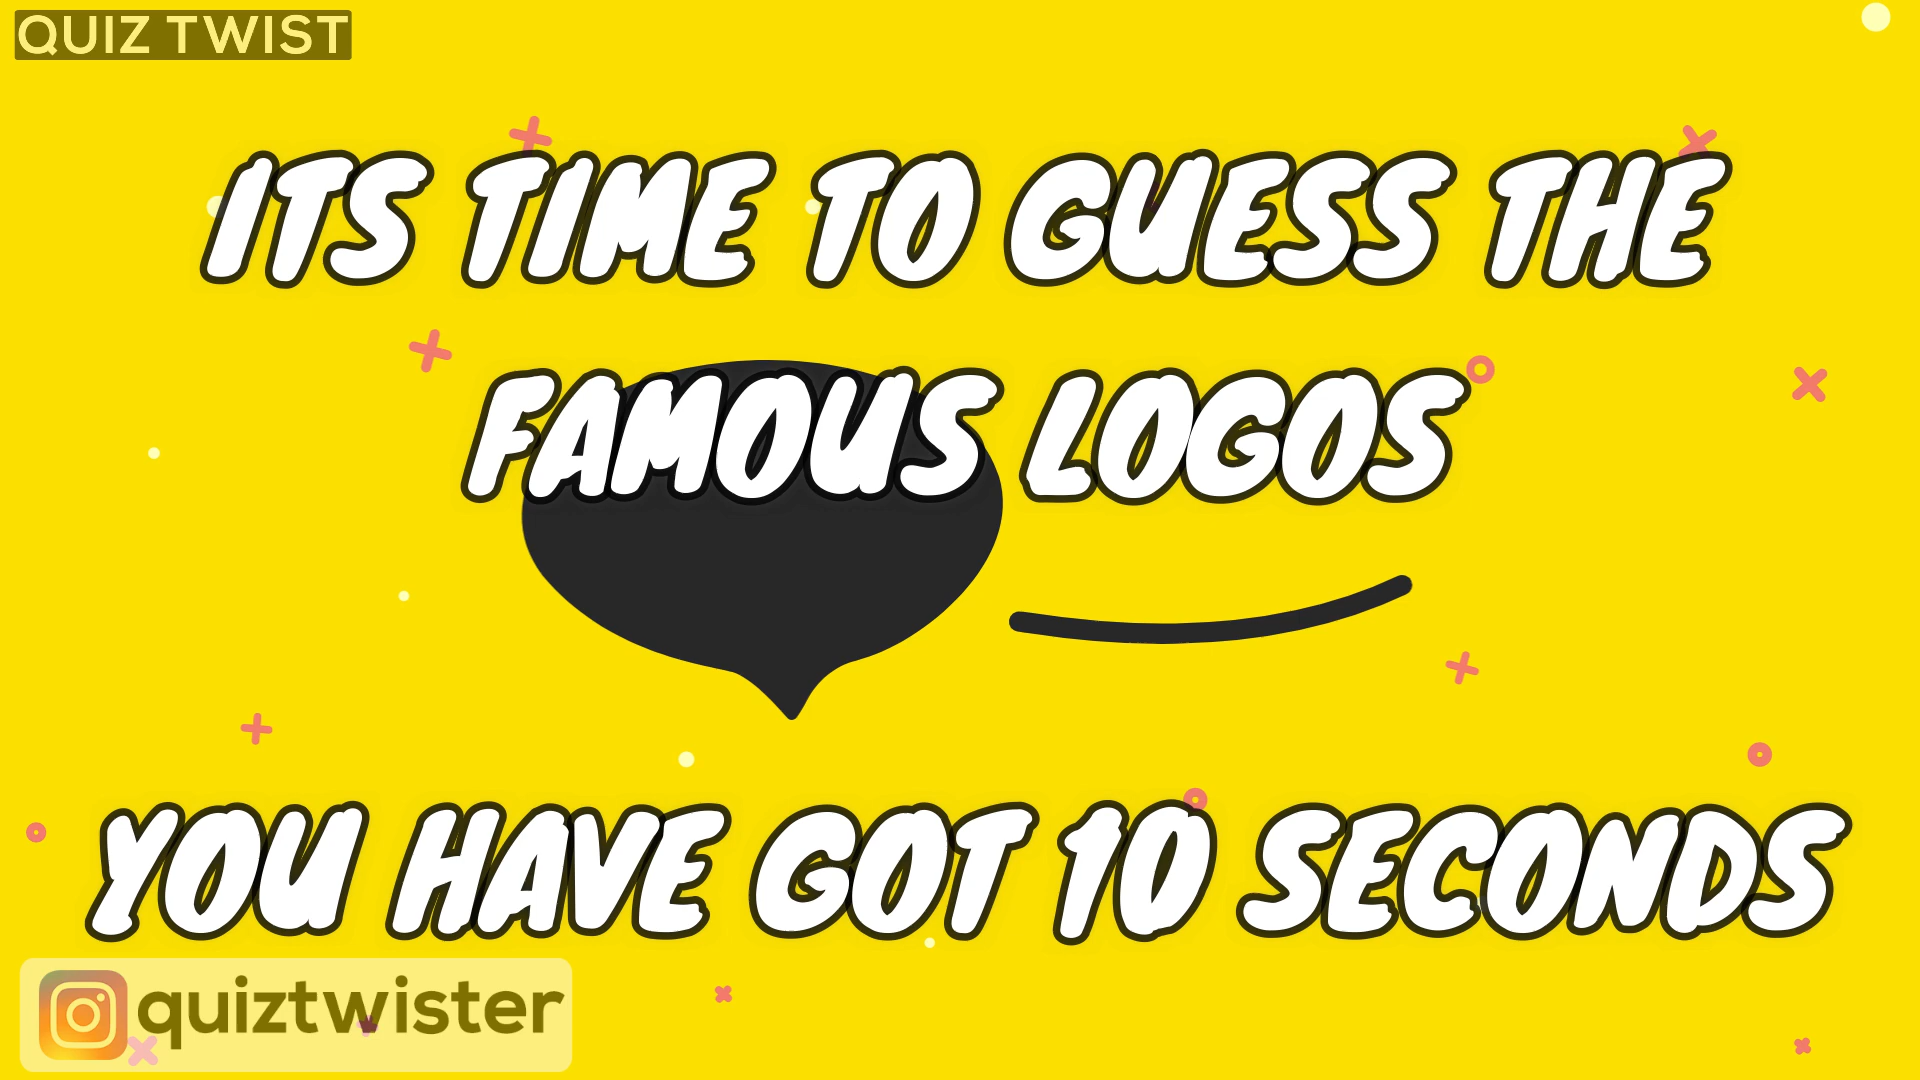 QUIZ TWIST
ITS TIME TO GUESS THE
FAMOUS LOGOS
YOU HAVE GOT 10 SECONDS
quiztwister